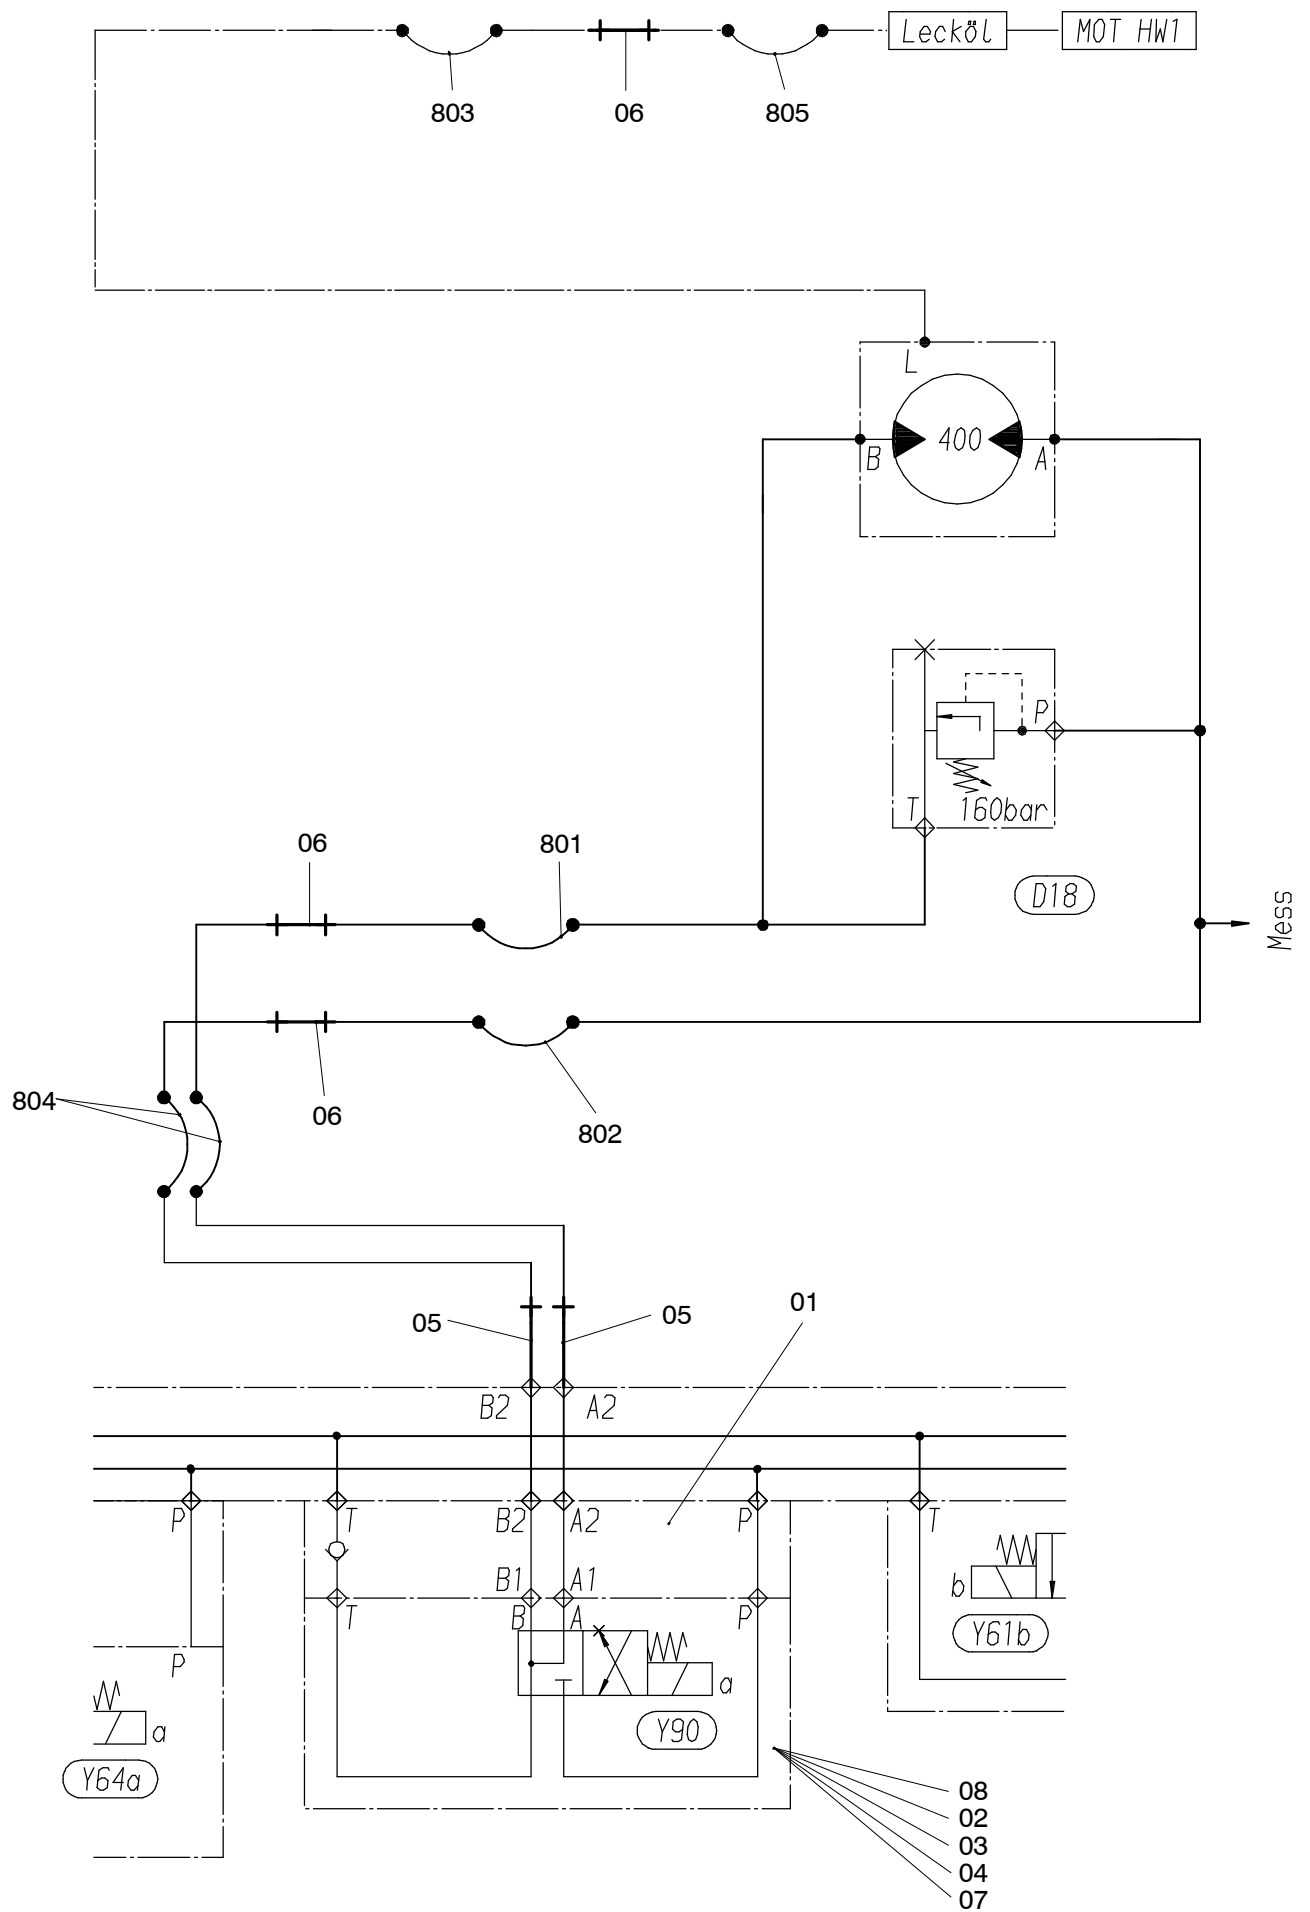 Lecköl MOT HW1
803 06 805
L
B 400 A
P
T 160bar
06 801
D18
Mess
804
06
802
01
05 05
B2 A2
P T B2 A2 P T
B1 A1
b
T B A P
Y61b
P
a
a
Y90
Y64a
08
02
03
04
07